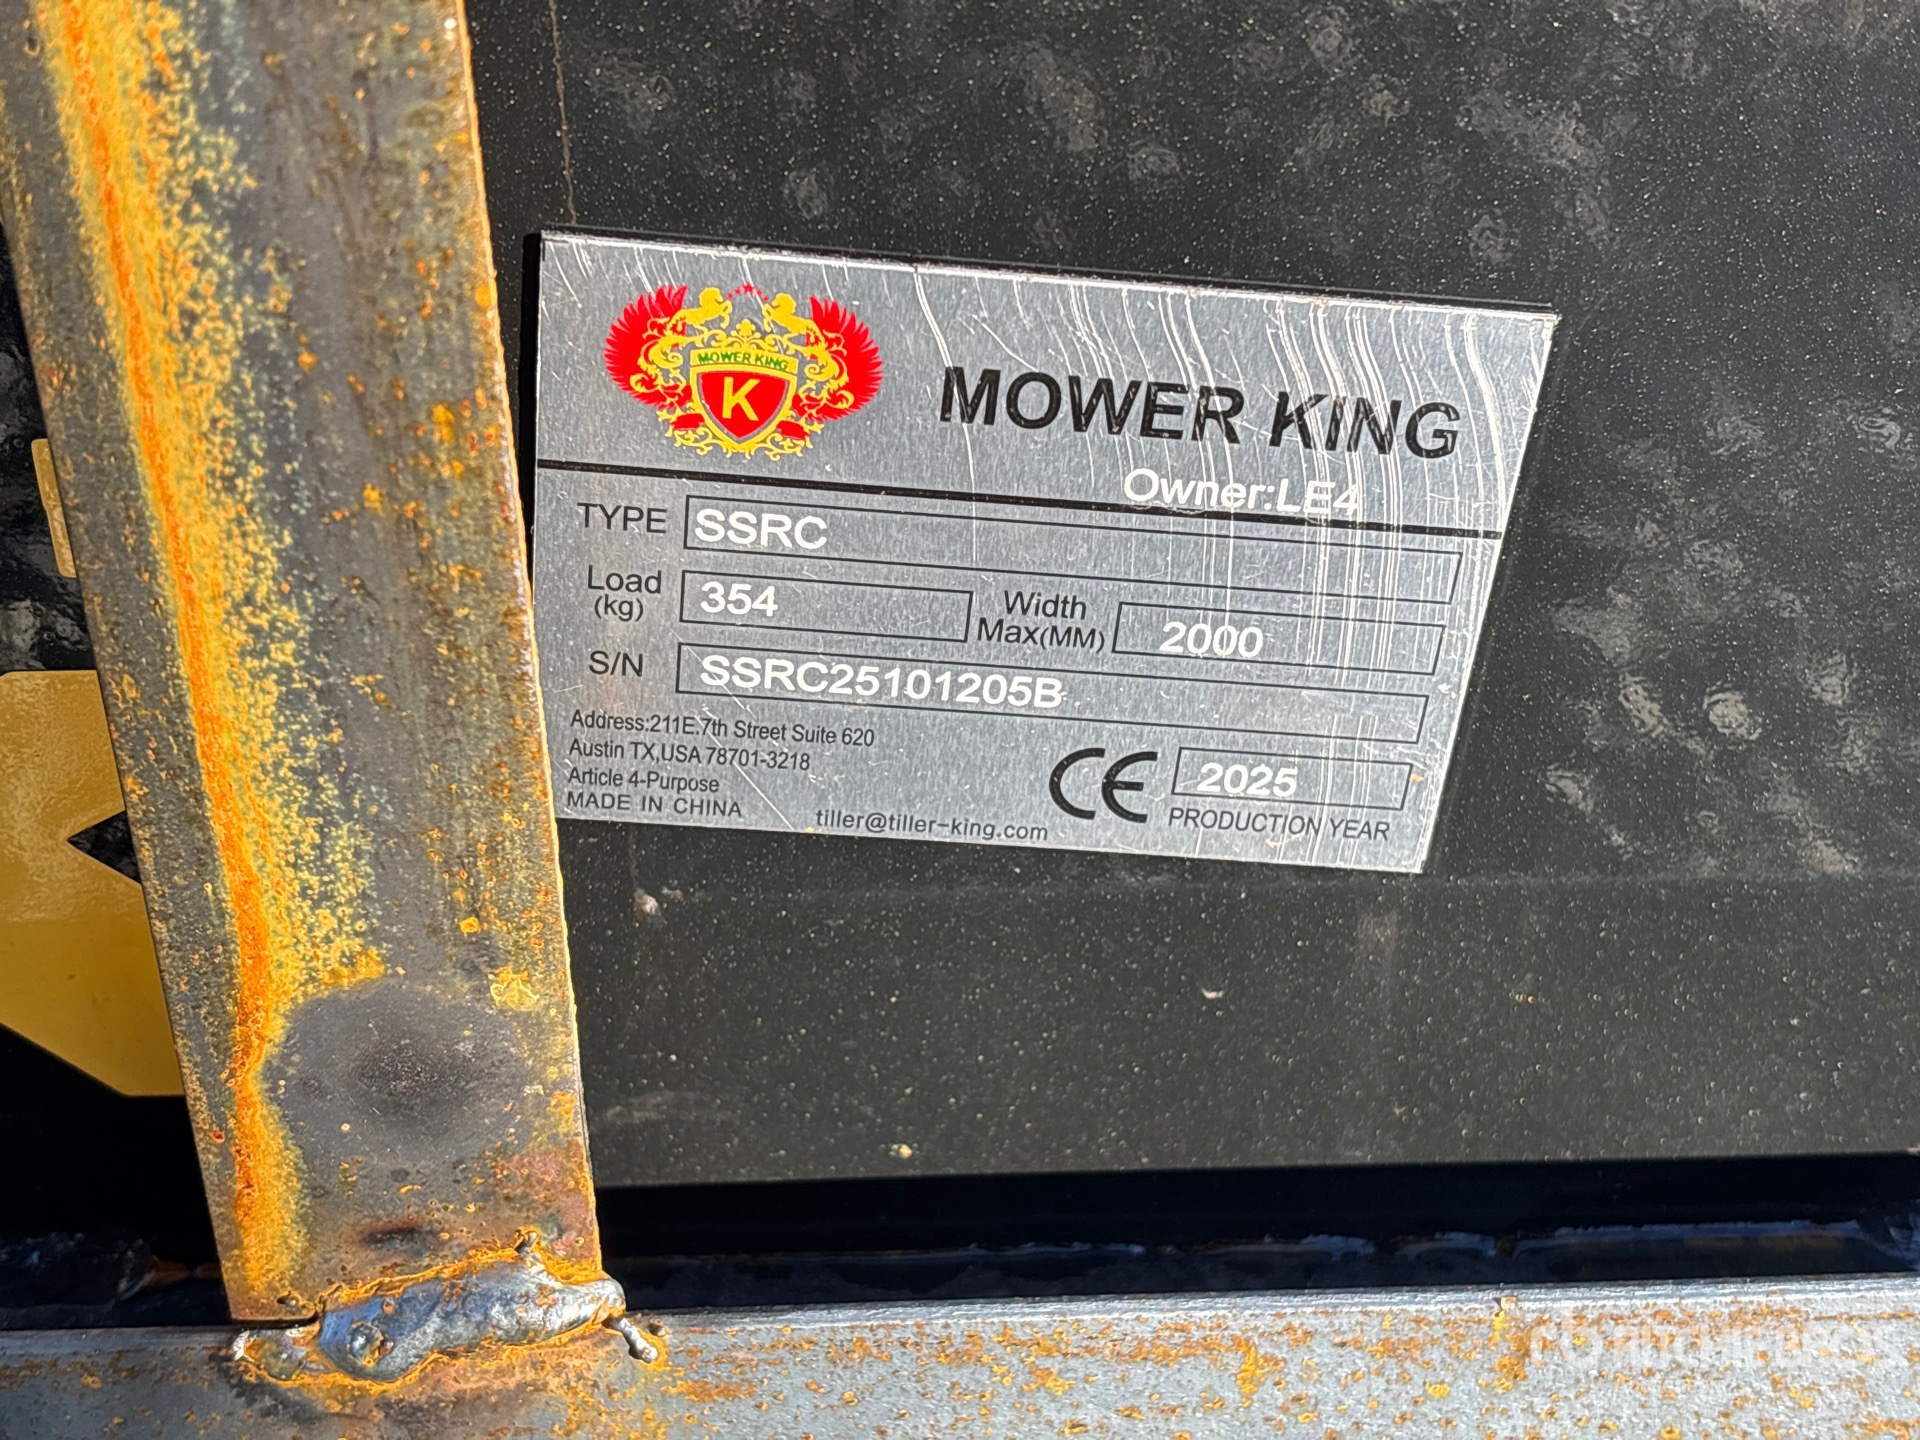 MOWER KING
K
MOWER KING
Owner:LE4
TYPE SSRC
Load (kg) 354 Width Max(MM) 2000
S/N SSRC25101205B
Address:211E.7th Street Suite 620
Austin TX,USA 78701-3218
Article 4-Purpose
MADE IN CHINA
tiller@tiller-king.com
CE 2025
PRODUCTION YEAR
RITCHIE BROS